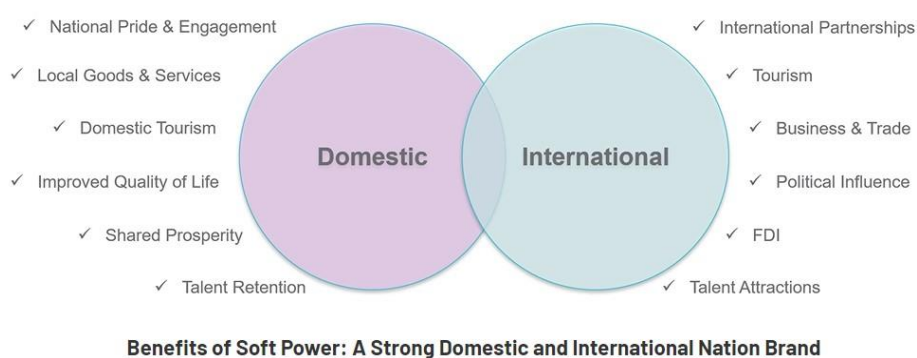 National Pride & Engagement
Local Goods & Services
Domestic Tourism
Improved Quality of Life
Shared Prosperity
Talent Retention
Domestic
International
International Partnerships
Tourism
Business & Trade
Political Influence
FDI
Talent Attractions
Benefits of Soft Power: A Strong Domestic and International Nation Brand